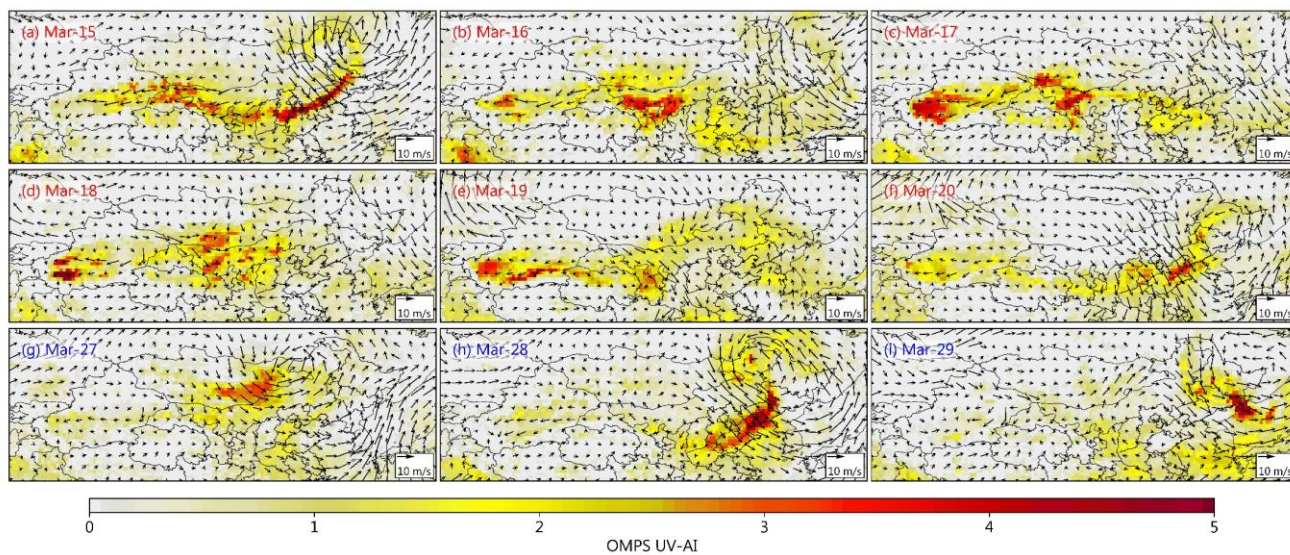 (a) Mar-15
10 m/s
(b) Mar-16
10 m/s
(c) Mar-17
10 m/s
(d) Mar-18
10 m/s
(e) Mar-19
10 m/s
(f) Mar-20
10 m/s
(g) Mar-27
10 m/s
(h) Mar-28
10 m/s
(i) Mar-29
10 m/s
0 1 2 3 4 5
OMPS UV-AI